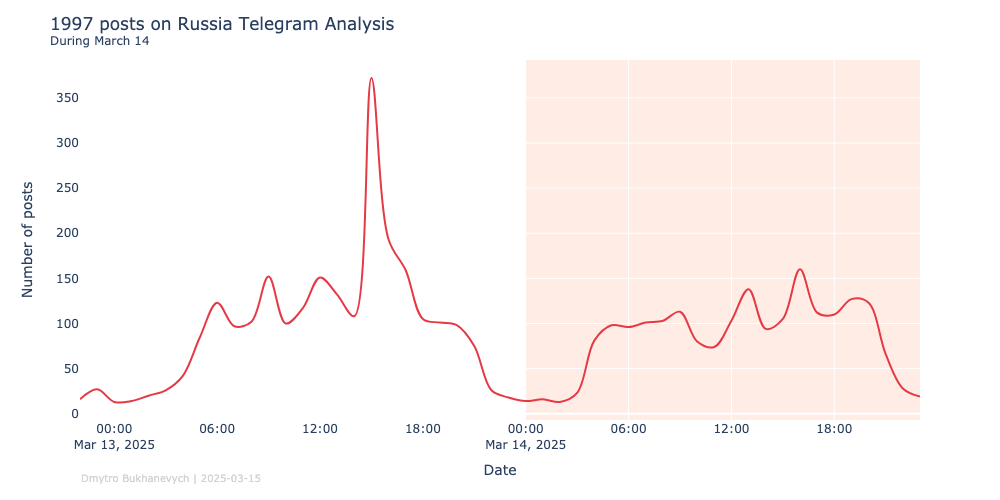 1997 posts on Russia Telegram Analysis
During March 14
Number of posts
350
300
250
200
150
100
50
0
00:00 06:00 12:00 18:00 00:00 06:00 12:00 18:00
Mar 13, 2025 Mar 14, 2025
Date
Dmytro Bukhanevych | 2025-03-15